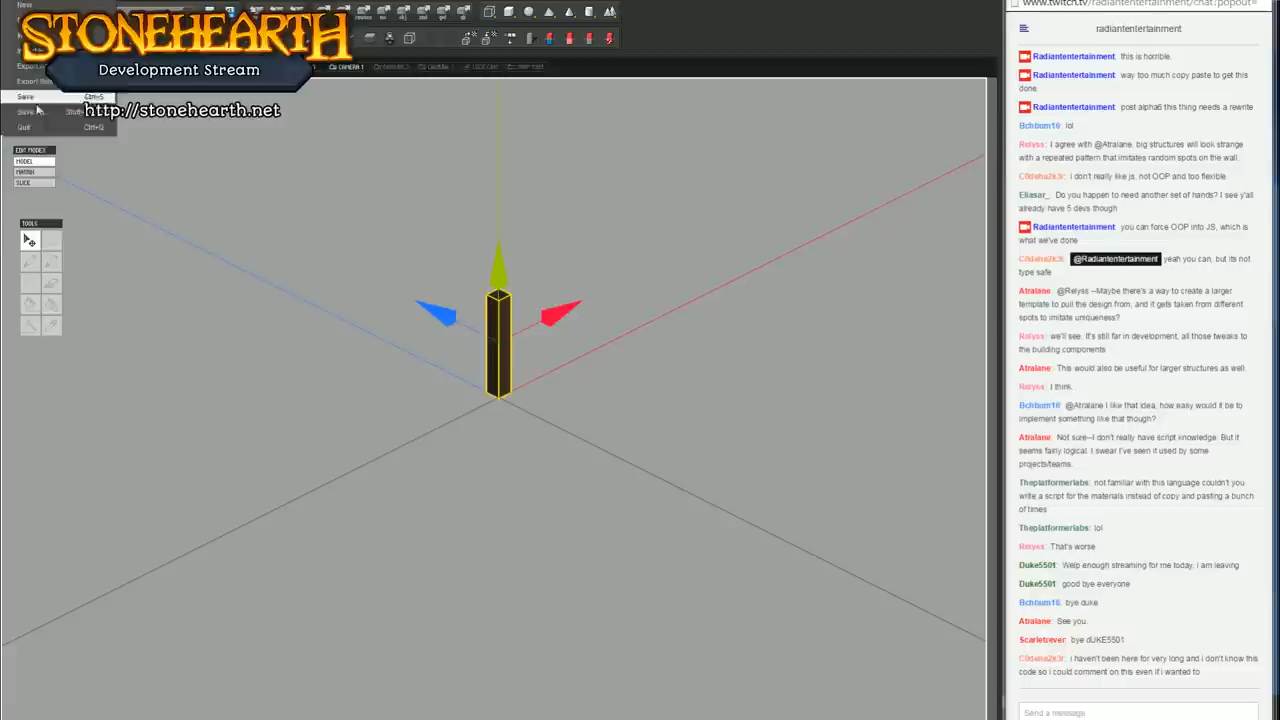 New
STONEHEARTH
Development Stream
http://stonehearth.net
Save Ctrl+S
Quit Ctrl+Q
CAMERA 1
EDIT MODES
MODEL
MATRIX
SLICE
TOOLS
www.twitch.tv/radiantentertainment/chat?popout=
radiantentertainment
Radiantentertainment: this is horrible.
Radiantentertainment: way too much copy paste to get this
done
Radiantentertainment: post alpha6 this thing needs a rewrite
Bchbum16: lol
Relyss: I agree with @Atralane, big structures will look strange
with a repeated pattern that imitates random spots on the wall.
i don't really like js, not OOP and too flexible
Eliasar_: Do you happen to need another set of hands? I see y'all
already have 5 devs though
Radiantentertainment: you can force OOP into JS, which is
what we've done
@Radiantentertainment yeah you can, but its not
type safe
Atralane: @Relyss --Maybe there's a way to create a larger
template to pull the design from, and it gets taken from different
spots to imitate uniqueness?
Relyss: we'll see. It's still far in development, all those tweaks to
the building components
Atralane: This would also be useful for larger structures as well.
Relyss: I think..
Bchbum16: @Atralane I like that idea, how easy would it be to
implement something like that though?
Atralane: Not sure--I don't really have script knowledge. But it
seems fairly logical. I swear I've seen it used by some
projects/teams.
Theplatformerlabs: not familiar with this language couldn't you
write a script for the materials instead of copy and pasting a bunch
of times
Theplatformerlabs: lol
Relyss: That's worse
Duke5501: Welp enough streaming for me today, i am leaving
Duke5501: good bye everyone
Bchbum16: bye duke
Atralane: See you.
Scarletrever: bye dUKE5501
i haven't been here for very long and i don't know this
code so i could comment on this even if i wanted to
Send a message